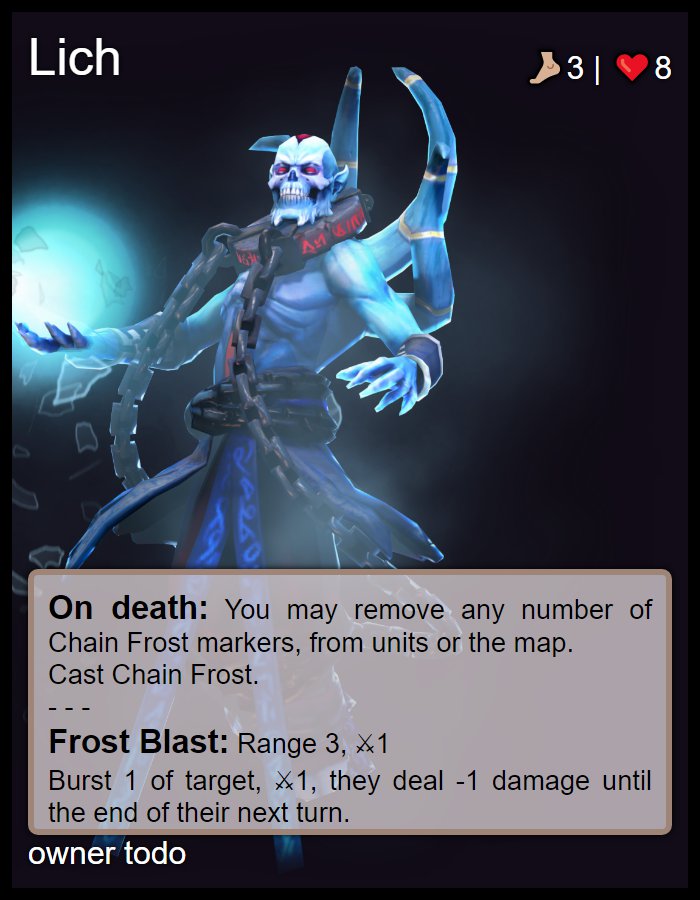 Lich
🦶🏼3 | ❤️8
On death: You may remove any number of
Chain Frost markers, from units or the map.
Cast Chain Frost.
- - -
Frost Blast: Range 3, ⚔1
Burst 1 of target, ⚔1, they deal -1 damage until
the end of their next turn.
owner todo